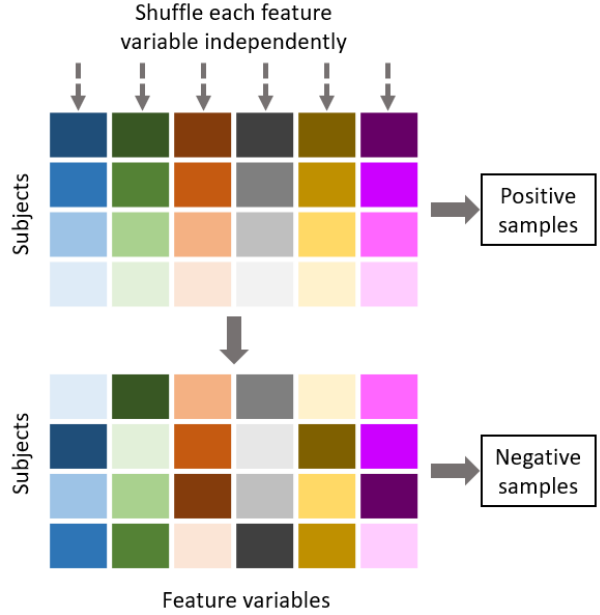 Shuffle each feature
variable independently
Subjects
Positive
samples
Subjects
Negative
samples
Feature variables